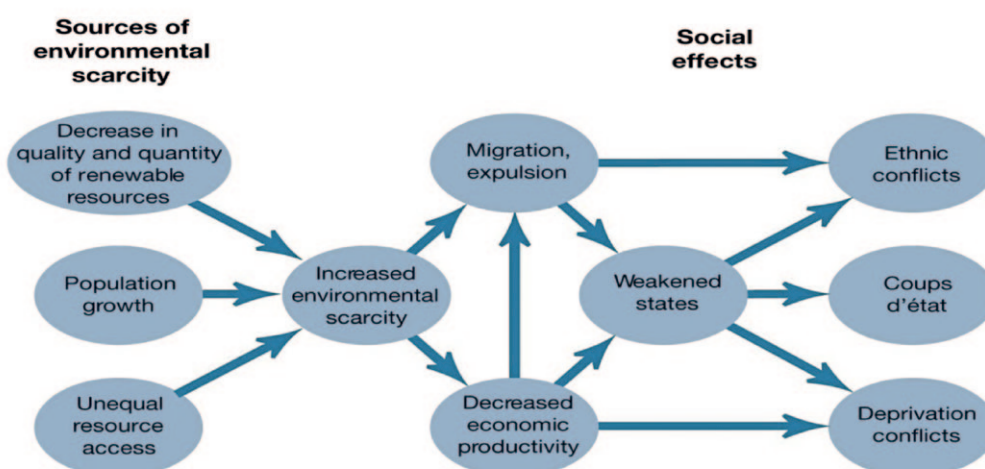 Sources of
environmental
scarcity
Social
effects
Decrease in
quality and quantity
of renewable
resources
Population
growth
Unequal
resource
access
Increased
environmental
scarcity
Migration,
expulsion
Decreased
economic
productivity
Weakened
states
Ethnic
conflicts
Coups
d'état
Deprivation
conflicts